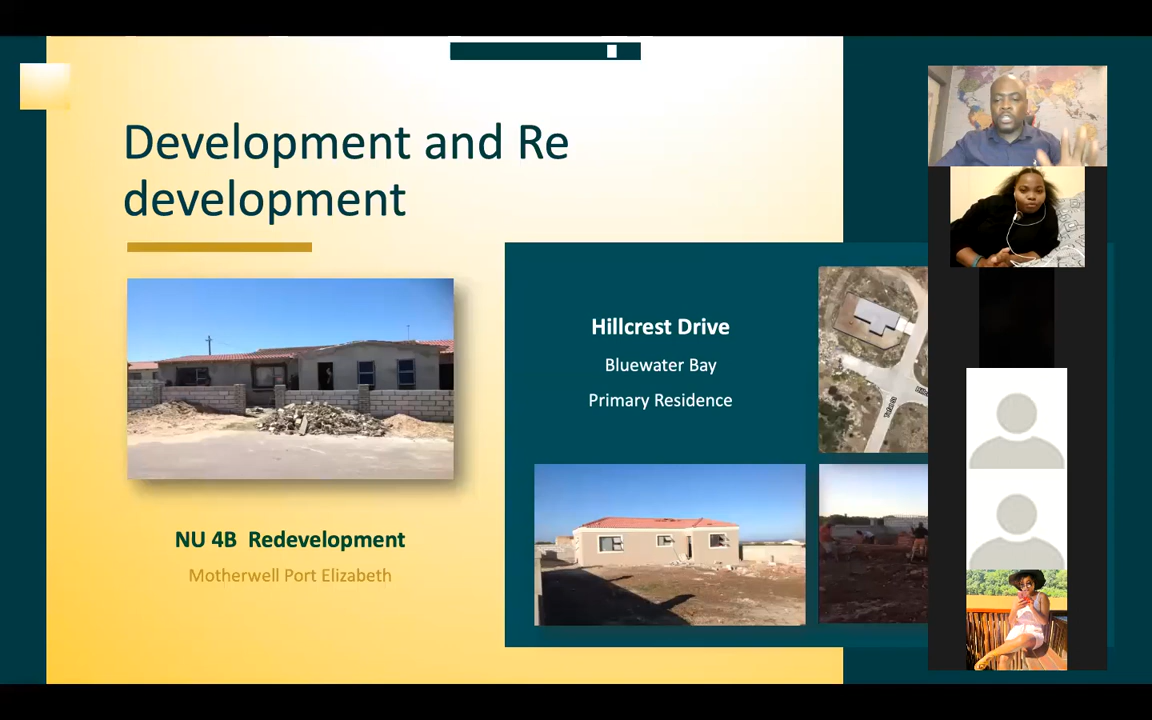 Development and Re
development
Hillcrest Drive
Bluewater Bay
Primary Residence
NU 4B  Redevelopment
Motherwell Port Elizabeth